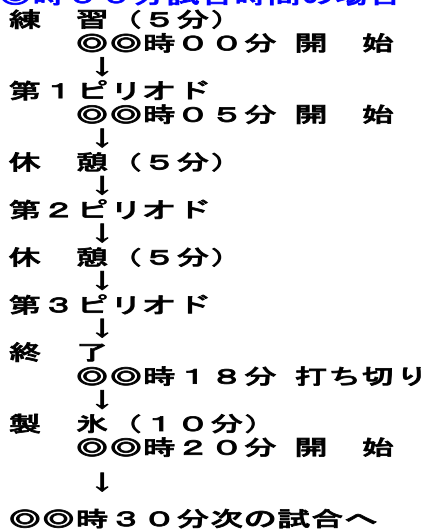 練　習（５分）
◎◎時００分 開　始
↓
第１ピリオド
◎◎時０５分 開　始
↓
休　憩（５分）
↓
第２ピリオド
↓
休　憩（５分）
↓
第３ピリオド
↓
終　了
◎◎時１８分 打ち切り
↓
製　氷（１０分）
◎◎時２０分 開　始
↓
◎◎時３０分次の試合へ